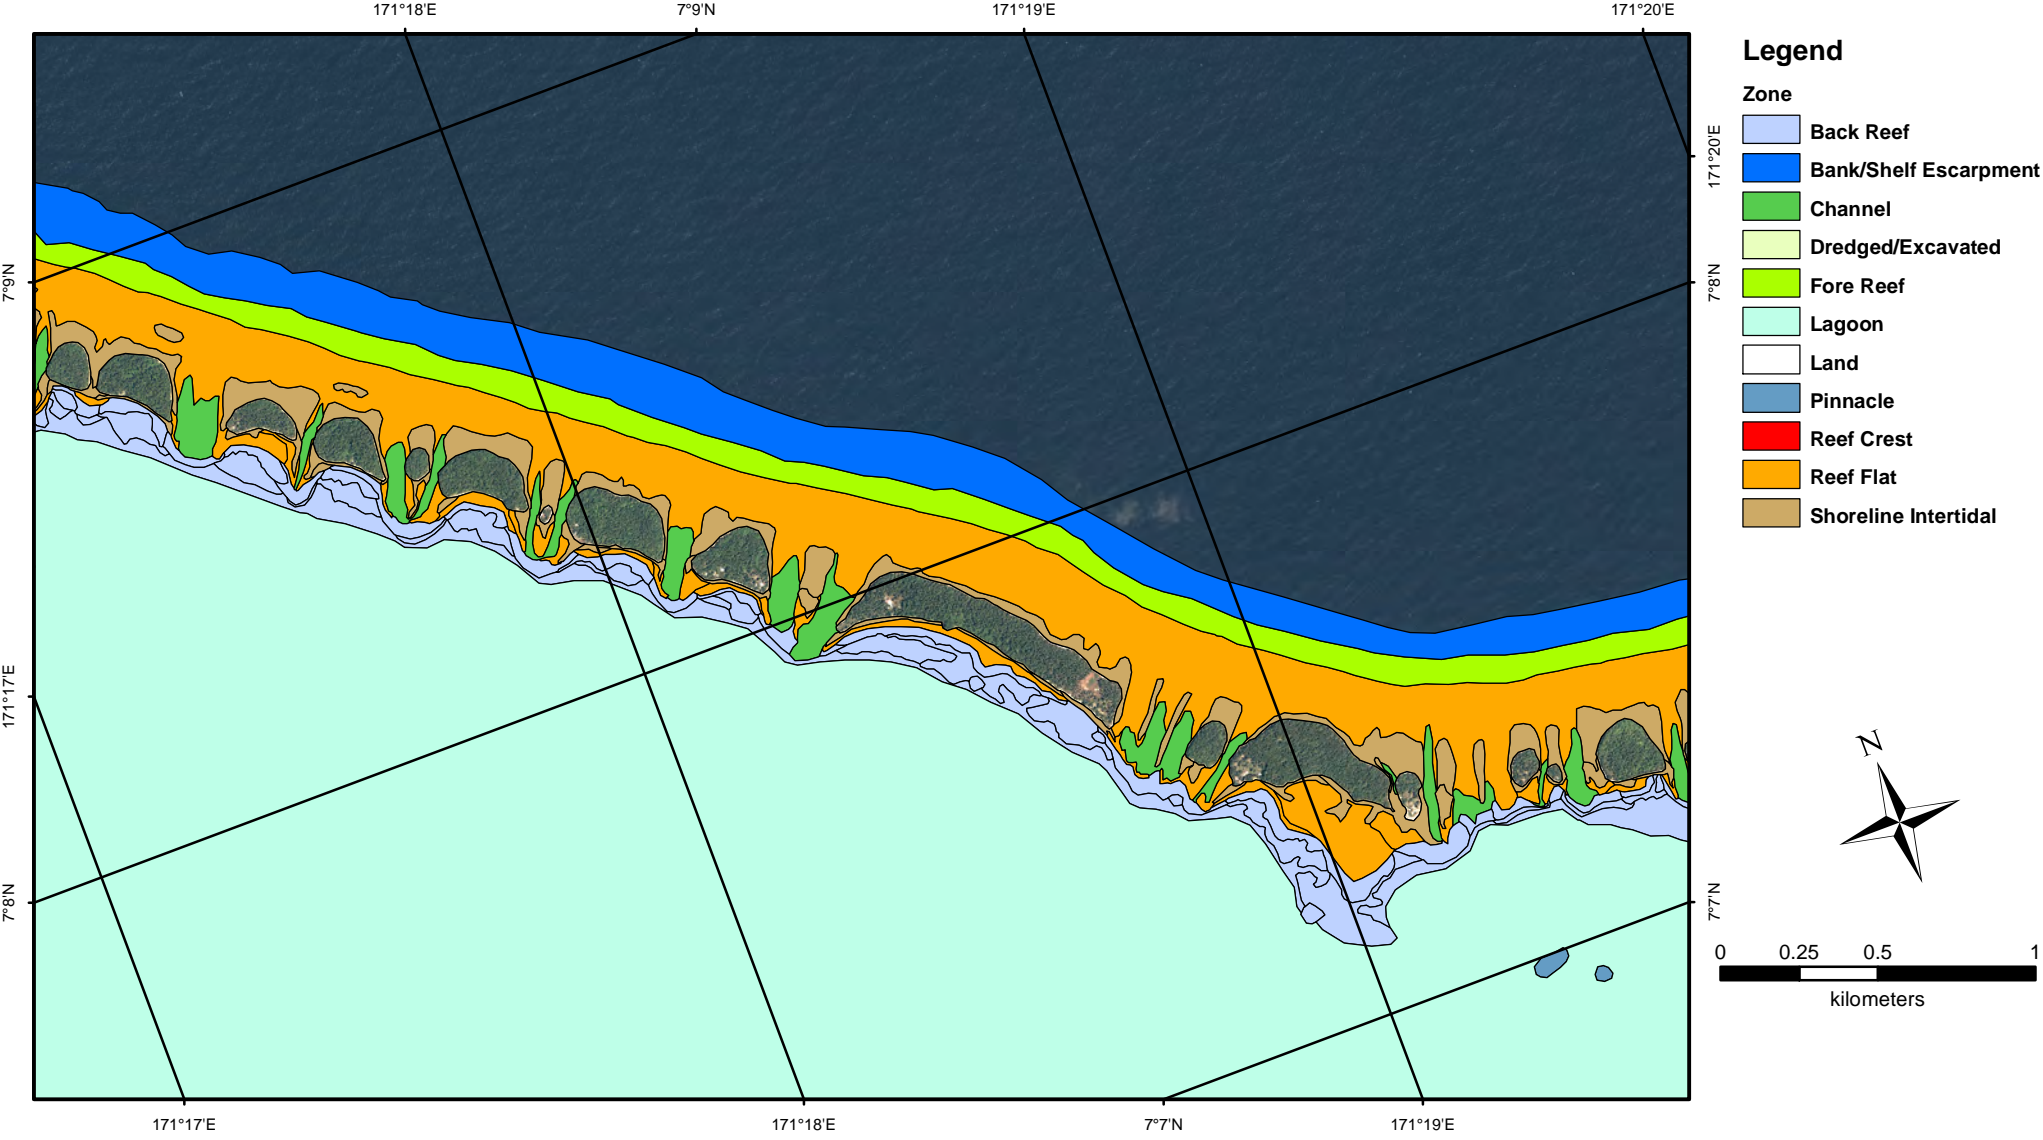 171°18'E
7°9'N
171°19'E
171°20'E
Legend
Zone
Back Reef
Bank/Shelf Escarpment
Channel
Dredged/Excavated
Fore Reef
Lagoon
Land
Pinnacle
Reef Crest
Reef Flat
Shoreline Intertidal
171°20'E
7°8'N
7°7'N
7°9'N
171°17'E
7°8'N
N
0 0.25 0.5 1
kilometers
171°17'E
171°18'E
7°7'N
171°19'E